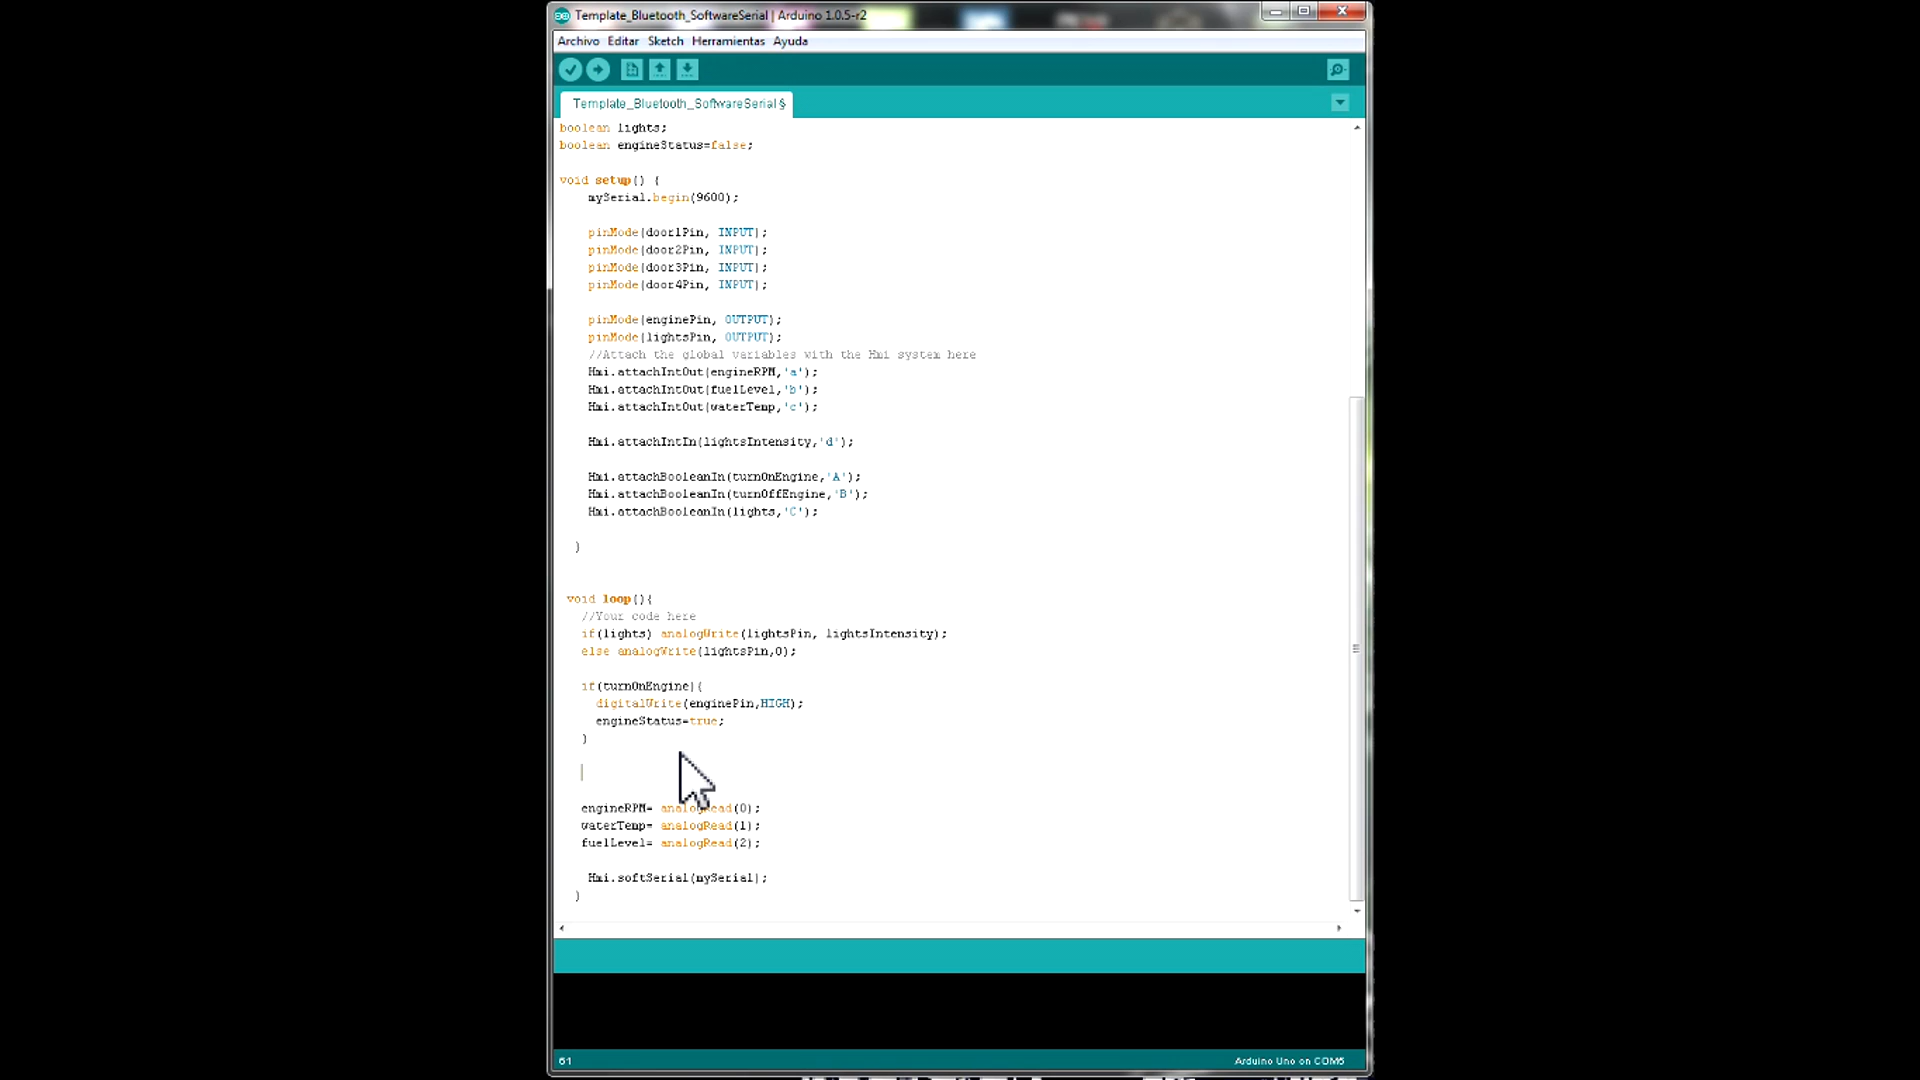 Template_Bluetooth_SoftwareSerial | Arduino 1.0.5-r2
Archivo Editar Sketch Herramientas Ayuda
Template_Bluetooth_SoftwareSerial §
boolean lights;
boolean engineStatus=false;
void setup() {
mySerial.begin(9600);
pinMode(door1Pin, INPUT);
pinMode(door2Pin, INPUT);
pinMode(door3Pin, INPUT);
pinMode(door4Pin, INPUT);
pinMode(enginePin, OUTPUT);
pinMode(lightsPin, OUTPUT);
//Attach the global variables with the Hmi system here
Hmi.attachIntOut(engineRPM,'a');
Hmi.attachIntOut(fuelLevel,'b');
Hmi.attachIntOut(waterTemp,'c');
Hmi.attachIntIn(lightsIntensity,'d');
Hmi.attachBooleanIn(turnOnEngine,'A');
Hmi.attachBooleanIn(turnOffEngine,'B');
Hmi.attachBooleanIn(lights,'C');
}
void loop(){
//Your code here
if(lights) analogWrite(lightsPin, lightsIntensity);
else analogWrite(lightsPin,0);
if(turnOnEngine){
digitalWrite(enginePin,HIGH);
engineStatus=true;
}
engineRPM= analogRead(0);
waterTemp= analogRead(1);
fuelLevel= analogRead(2);
Hmi.softSerial(mySerial);
}
61
Arduino Uno on COM6